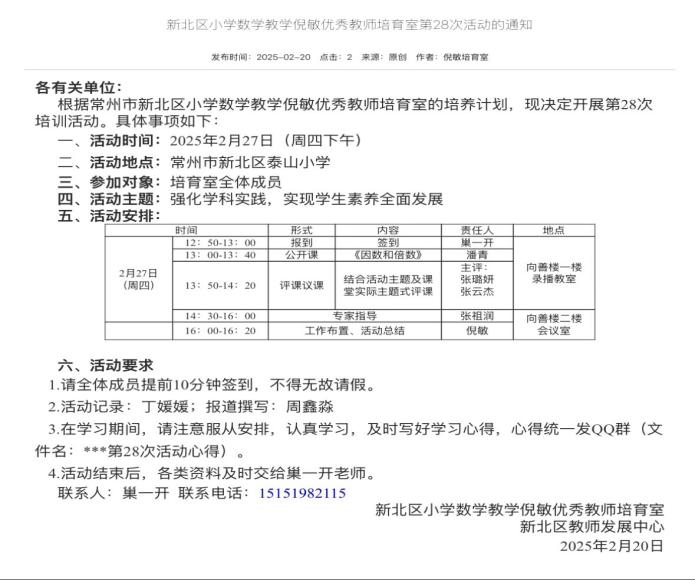 新北区小学数学教学倪敏优秀教师培育室第28次活动的通知
发布时间：2025-02-20 点击：2 来源：原创 作者：倪敏培育室
各有关单位：
根据常州市新北区小学数学教学倪敏优秀教师培育室的培养计划，现决定开展第28次
培训活动。具体事项如下：
一、活动时间：2025年2月27日（周四下午）
二、活动地点：常州市新北区泰山小学
三、参加对象：培育室全体成员
四、活动主题：强化学科实践，实现学生素养全面发展
五、活动安排：
时间 形式 内容 责任人 地点
2月27日（周四） 12：50-13：00 报到 签到 巢一开 向善楼一楼录播教室
13：00-13：40 公开课 《因数和倍数》 潘青
13：50-14：20 评课议课 结合活动主题及课堂实际主题式评课 主评：张璐妍 张云杰
14：30-16：00 专家指导 张祖润 向善楼二楼会议室
16：00-16：20 工作布置、活动总结 倪敏
六、活动要求
1.请全体成员提前10分钟签到，不得无故请假。
2.活动记录：丁媛媛；报道撰写：周鑫淼
3.在学习期间，请注意服从安排，认真学习，及时写好学习心得，心得统一发QQ群（文
件名：***第28次活动心得）。
4.活动结束后，各类资料及时交给巢一开老师。
联系人：巢一开 联系电话：15151982115
新北区小学数学教学倪敏优秀教师培育室
新北区教师发展中心
2025年2月20日